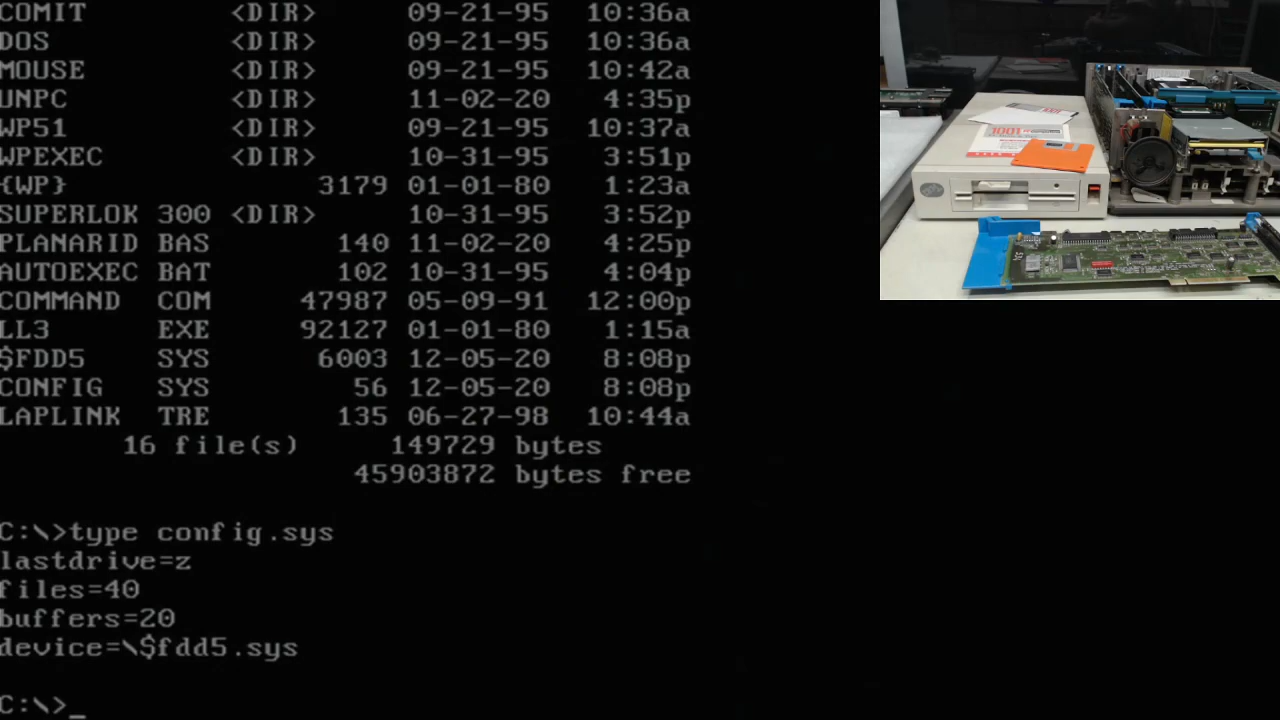 COMIT <DIR> 09-21-95 10:36a
DOS <DIR> 09-21-95 10:36a
MOUSE <DIR> 09-21-95 10:42a
UNPC <DIR> 11-02-20 4:35p
WP51 <DIR> 09-21-95 10:37a
WPEXEC <DIR> 10-31-95 3:51p
{WP} 3179 01-01-80 1:23a
SUPERLOK 300 <DIR> 10-31-95 3:52p
PLANARID BAS 140 11-02-20 4:25p
AUTOEXEC BAT 102 10-31-95 4:04p
COMMAND COM 47987 05-09-91 12:00p
LL3 EXE 92127 01-01-80 1:15a
$FDD5 SYS 6003 12-05-20 8:08p
CONFIG SYS 56 12-05-20 8:08p
LAPLINK TRE 135 06-27-98 10:44a
16 file(s) 149729 bytes
45903872 bytes free
C:\>type config.sys
lastdrive=z
files=40
buffers=20
device=\$fdd5.sys
C:\>_